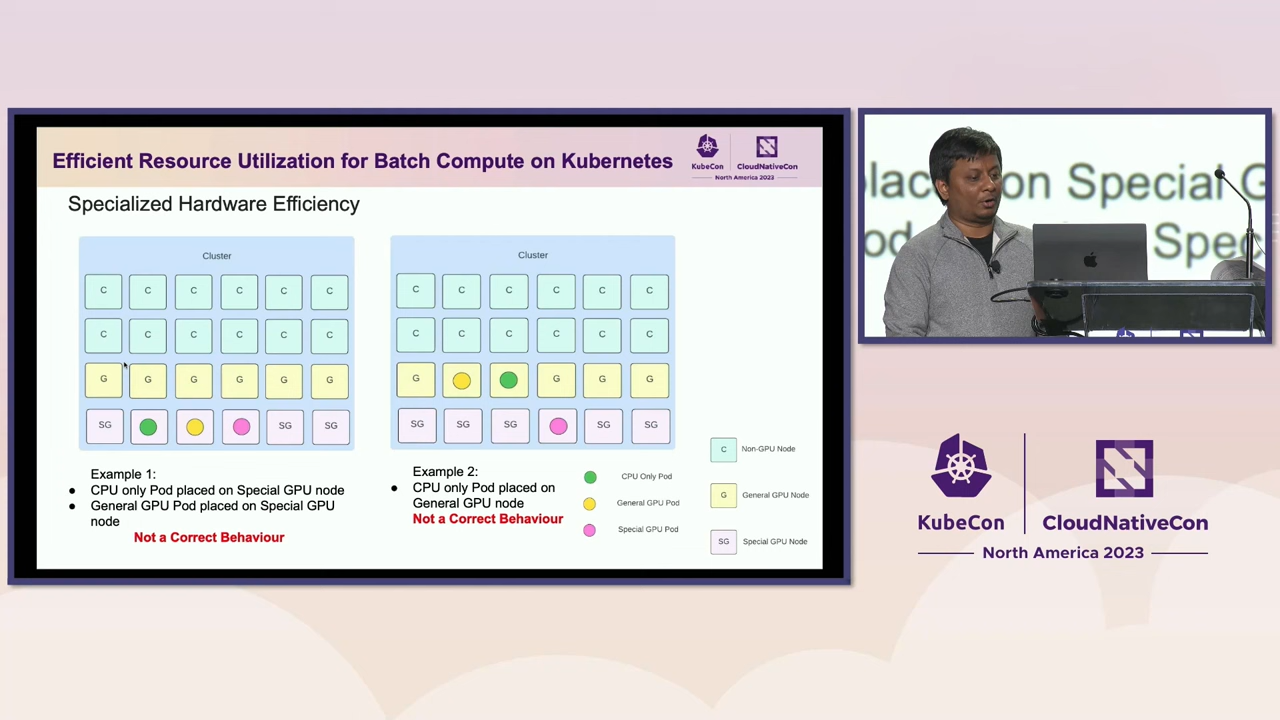 Efficient Resource Utilization for Batch Compute on Kubernetes
KubeCon
CloudNativeCon
North America 2023
Specialized Hardware Efficiency
Cluster
C C C C C C
C C C C C C
G G G G G G
SG SG SG
Example 1:
• CPU only Pod placed on Special GPU node
• General GPU Pod placed on Special GPU
node
Not a Correct Behaviour
Cluster
C C C C C C
C C C C C C
G G G G
SG SG SG SG SG
Example 2:
• CPU only Pod placed on
General GPU node
Not a Correct Behaviour
CPU Only Pod
General GPU Pod
Special GPU Pod
C Non-GPU Node
G General GPU Node
SG Special GPU Node
on Special G
Spec
KubeCon
CloudNativeCon
North America 2023